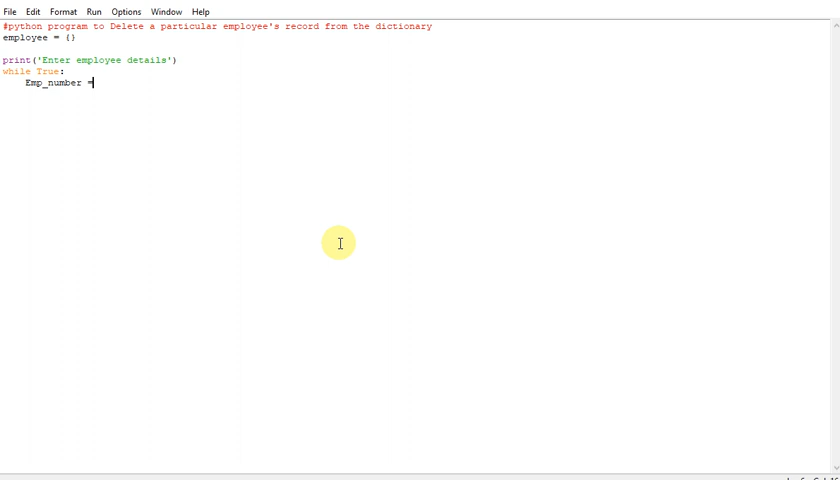 File Edit Format Run Options Window Help
#python program to Delete a particular employee's record from the dictionary
employee = {}
print('Enter employee details')
while True:
Emp_number =